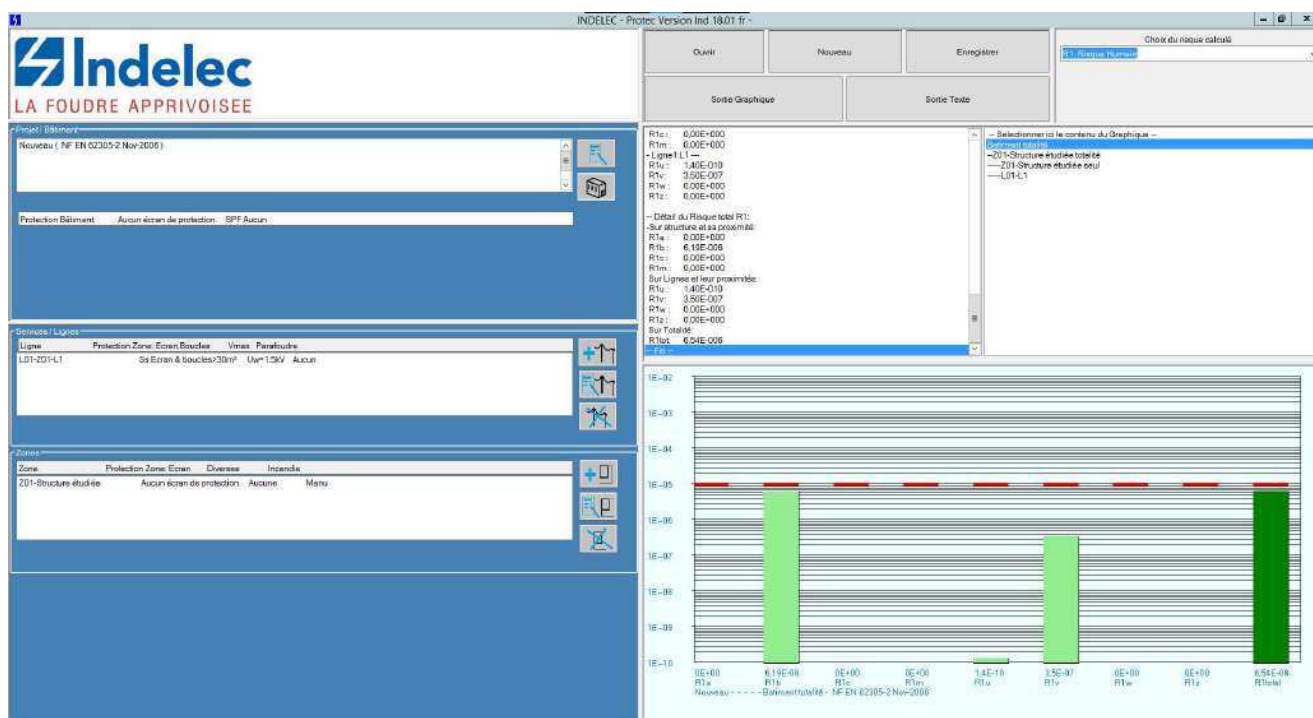 INDELEC - Protec Version Ind 18.01 fr -
Indelec
LA FOUDRE APPRIVOISEE
Ouvrir
Nouveau
Enregistrer
Sortie Graphique
Sortie Texte
Choix du risque calculé
R1: Risque Humain
Projet / Bâtiment
Nouveau ( NF EN 62305-2 Nov-2006 )
Protection Bâtiment Aucun écran de protection. SPF Aucun
Services / Lignes
Ligne Protection Zone: Ecran,Boucles Vmax Parafoudre
L01-Z01-L1 Ss Ecran & boucles>30m² Uw=1.5kV Aucun
Zones
Zone Protection Zone: Ecran Diverses Incendie
Z01-Structure étudiée Aucun écran de protection. Aucune Manu
R1c : 0,00E+000
R1m : 0,00E+000
- Ligne1:L1 ---
R1u : 1,40E-010
R1v: 3,50E-007
R1w : 0,00E+000
R1z : 0,00E+000
-- Détail du Risque total R1:
-Sur structure et sa proximité:
R1a : 0,00E+000
R1b : 6,19E-006
R1c : 0,00E+000
R1m : 0,00E+000
Sur Lignes et leur proximitée:
R1u : 1,40E-010
R1v: 3,50E-007
R1w : 0,00E+000
R1z : 0,00E+000
Sur Totalité:
R1tot: 6,54E-006
-- Fin --
-- Selectionner ici le contenu du Graphique --
Batiment totalité
--Z01-Structure étudiée totalité
----Z01-Structure étudiée seul
----L01-L1
1E-02
1E-03
1E-04
1E-05
1E-06
1E-07
1E-08
1E-09
1E-10
0E+00 6,19E-06 0E+00 0E+00 1,4E-10 3,5E-07 0E+00 0E+00 6,54E-06
R1a R1b R1c R1m R1u R1v R1w R1z R1total
Nouveau - - - - - Batiment totalité - NF EN 62305-2 Nov-2006